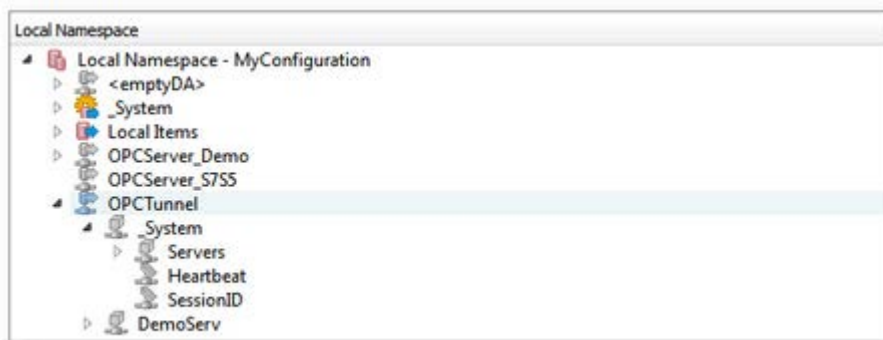 Local Namespace
Local Namespace - MyConfiguration
<emptyDA>
_System
Local Items
OPCServer_Demo
OPCServer_S7S5
OPCTunnel
_System
Servers
Heartbeat
SessionID
DemoServ